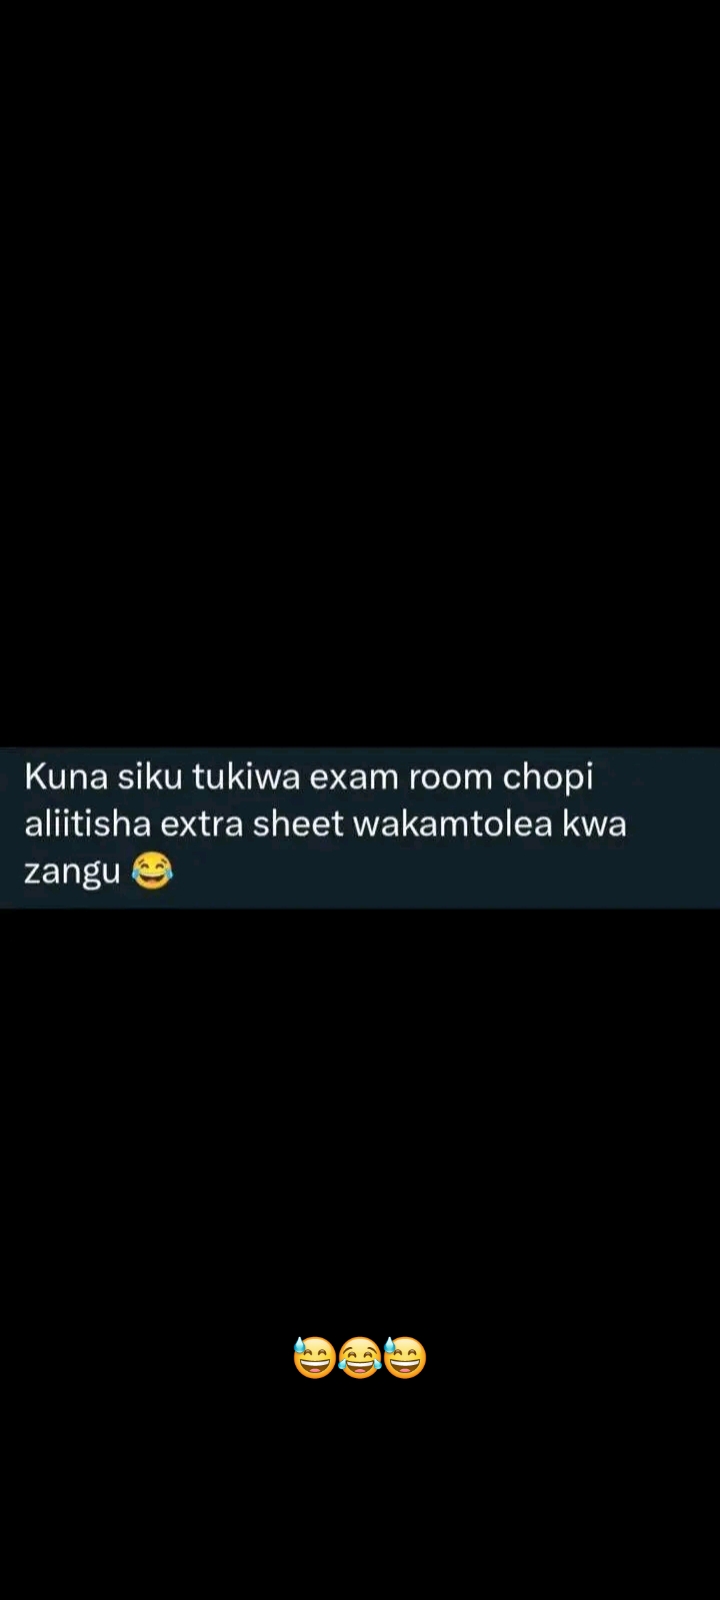 Kuna siku tukiwa exam room chopi
aliitisha extra sheet wakamtolea kwa
zangu 😂
😅😂😅